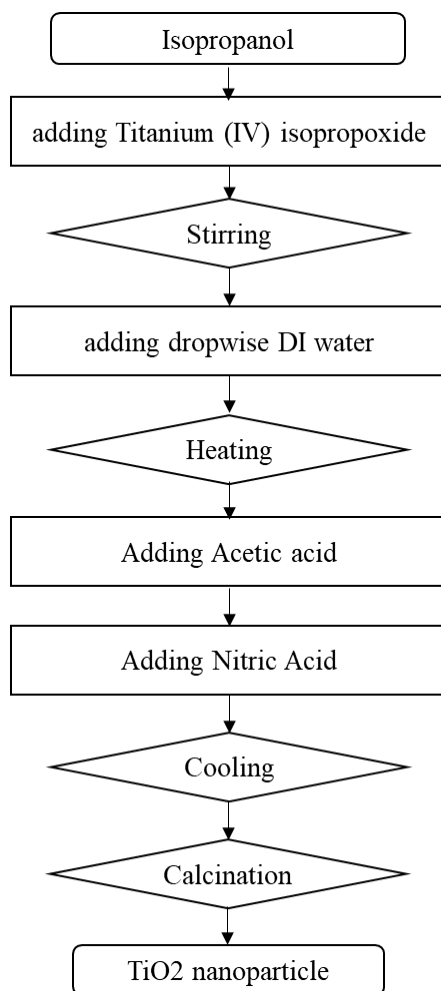 Isopropanol
adding Titanium (IV) isopropoxide
Stirring
adding dropwise DI water
Heating
Adding Acetic acid
Adding Nitric Acid
Cooling
Calcination
TiO2 nanoparticle